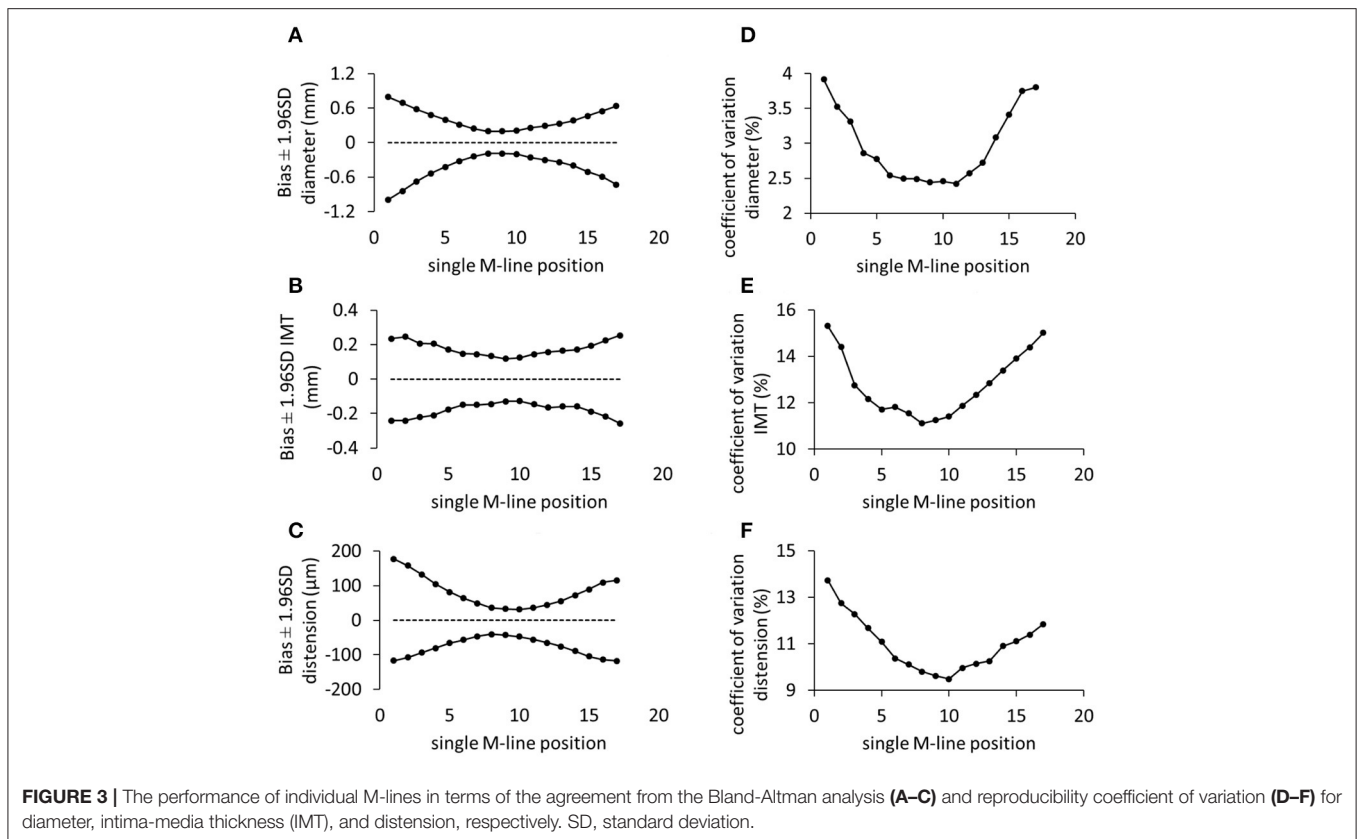 A
Bias ± 1.96SD
diameter (mm)
1.2
0.6
0
-0.6
-1.2
0
5
10
15
20
single M-line position
B
Bias ± 1.96SD IMT
(mm)
0.4
0.2
0
-0.2
-0.4
0
5
10
15
20
single M-line position
C
Bias ± 1.96SD
distension (µm)
200
100
0
-100
-200
0
5
10
15
20
single M-line position
D
coefficient of variation
diameter (%)
4
3.5
3
2.5
2
0
5
10
15
20
single M-line position
E
coefficient of variation
IMT (%)
16
14
12
10
0
5
10
15
20
single M-line position
F
coefficient of variation
distension (%)
15
13
11
9
0
5
10
15
20
single M-line position
FIGURE 3 | The performance of individual M-lines in terms of the agreement from the Bland-Altman analysis (A–C) and reproducibility coefficient of variation (D–F) for
diameter, intima-media thickness (IMT), and distension, respectively. SD, standard deviation.